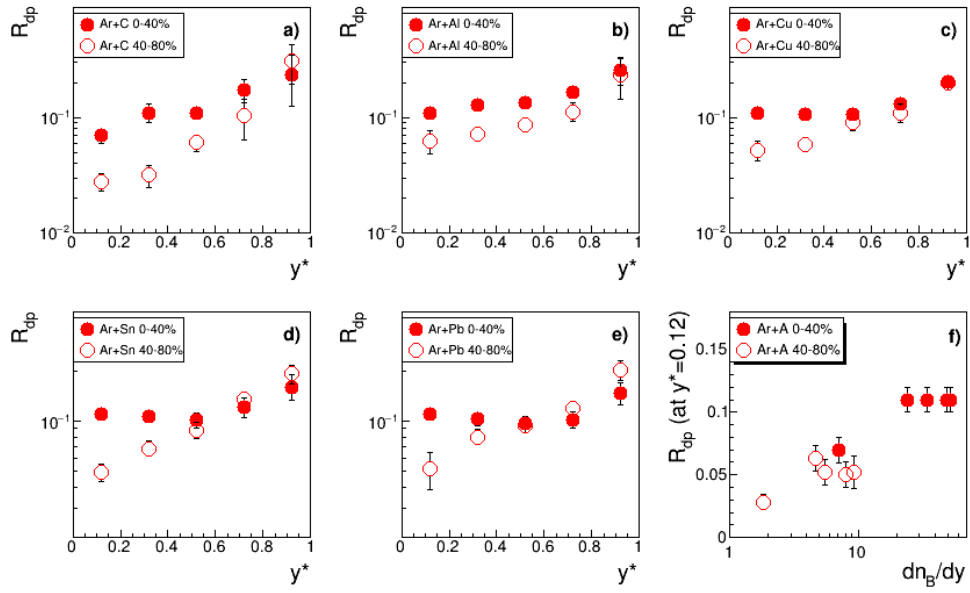 R_dp
Ar+C 0-40%
Ar+C 40-80%
a)
10^-1
10^-2
0 0.2 0.4 0.6 0.8 1
y*
R_dp
Ar+Al 0-40%
Ar+Al 40-80%
b)
10^-1
10^-2
0 0.2 0.4 0.6 0.8 1
y*
R_dp
Ar+Cu 0-40%
Ar+Cu 40-80%
c)
10^-1
10^-2
0 0.2 0.4 0.6 0.8 1
y*
R_dp
Ar+Sn 0-40%
Ar+Sn 40-80%
d)
10^-1
0 0.2 0.4 0.6 0.8 1
y*
R_dp
Ar+Pb 0-40%
Ar+Pb 40-80%
e)
10^-1
0 0.2 0.4 0.6 0.8 1
y*
R_dp (at y*=0.12)
Ar+A 0-40%
Ar+A 40-80%
f)
0.15
0.1
0.05
0
1 10
dn_B/dy